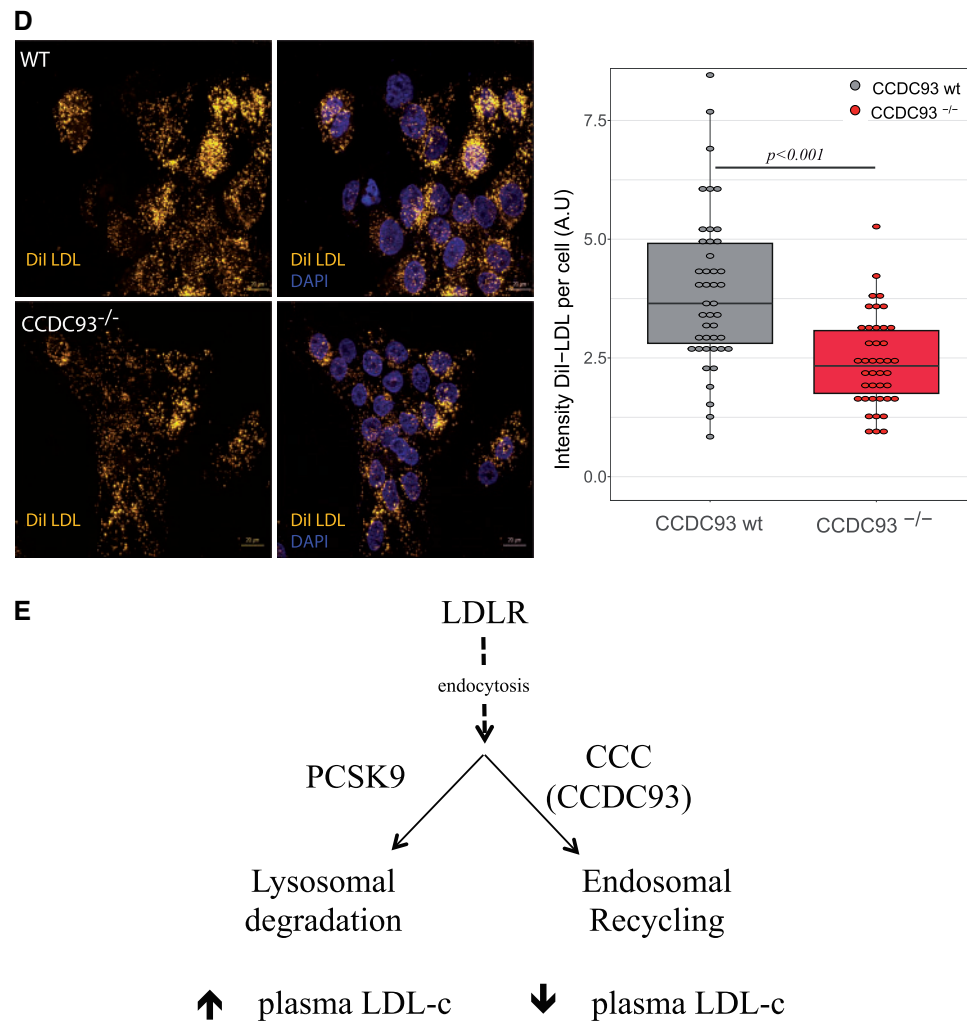 D
WT
DiI LDL
DiI LDL
DAPI
CCDC93-/-
DiI LDL
DiI LDL
DAPI
Intensity DiI-LDL per cell (A.U)
7.5
5.0
2.5
0.0
CCDC93 wt
CCDC93 -/-
p<0.001
CCDC93 wt
CCDC93 -/-
E
LDLR
endocytosis
PCSK9
CCC
(CCDC93)
Lysosomal
degradation
Endosomal
Recycling
plasma LDL-c
plasma LDL-c